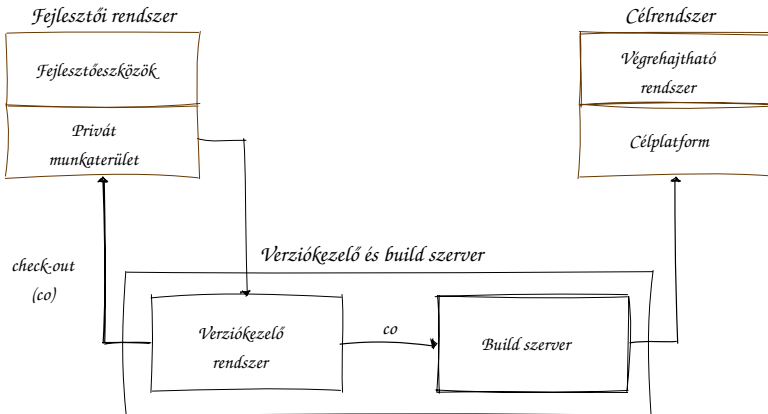 Fejlesztői rendszer
Fejlesztőeszközök
Privát
munkaterület
Célrendszer
Végrehajtható
rendszer
Célplatform
check-out
(co)
Verziókezelő és build szerver
Verziókezelő
rendszer
co
Build szerver